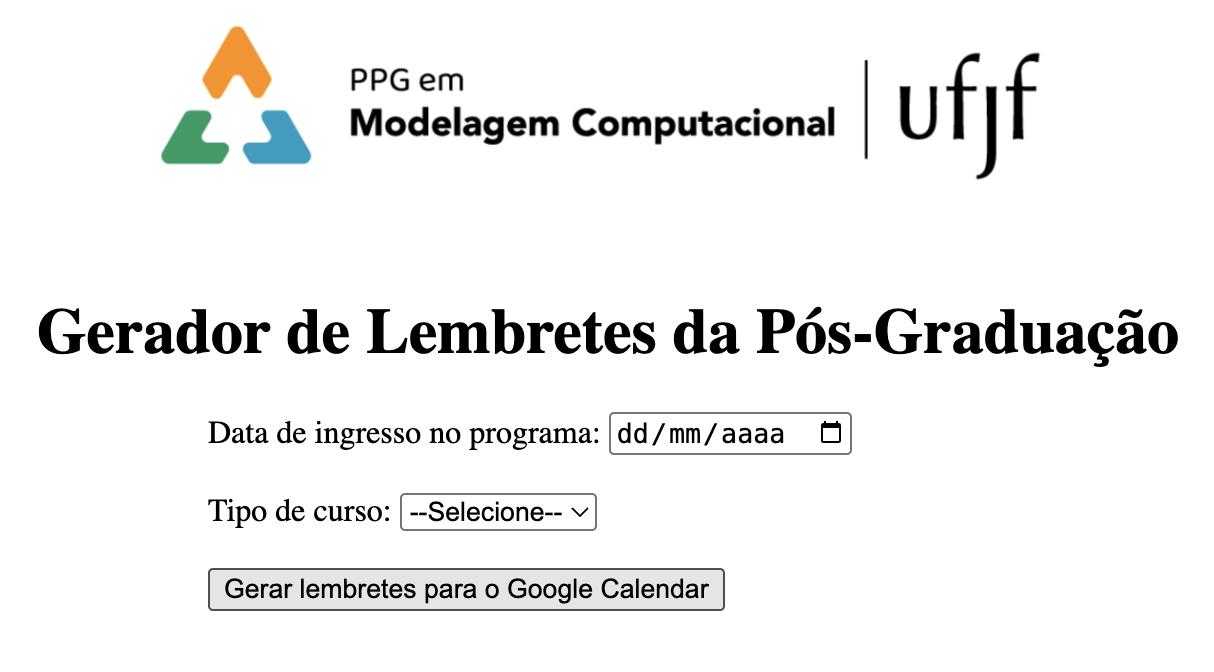 PPG em
Modelagem Computacional
ufjf
Gerador de Lembretes da Pós-Graduação
Data de ingresso no programa: dd/mm/aaaa
Tipo de curso: --Selecione--
Gerar lembretes para o Google Calendar